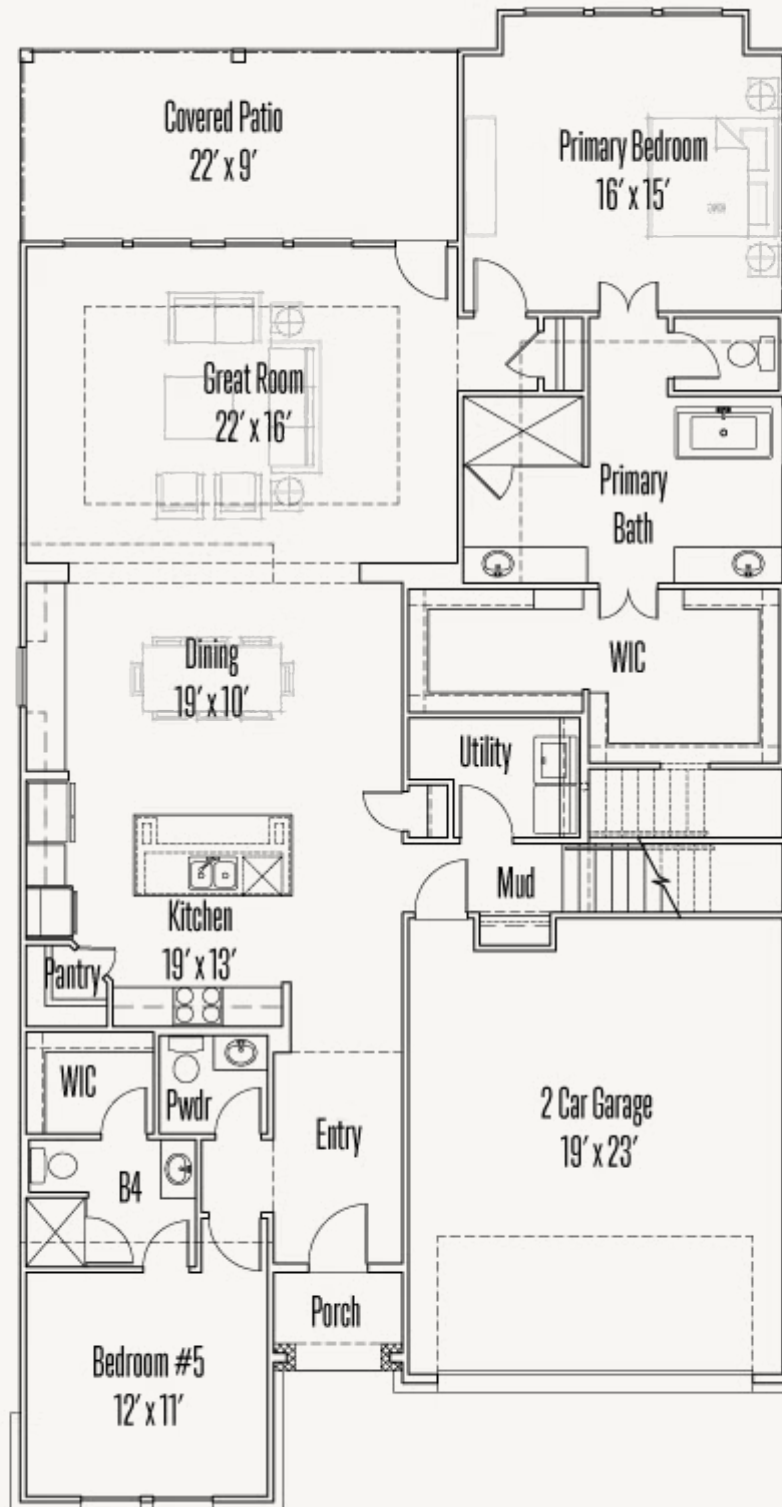 Covered Patio
22' x 9'
Primary Bedroom
16' x 15'
Great Room
22' x 16'
Primary
Bath
Dining
19' x 10'
WIC
Utility
Mud
Kitchen
19' x 13'
Pantry
WIC
Pwdr
Entry
2 Car Garage
19' x 23'
B4
Porch
Bedroom #5
12' x 11'